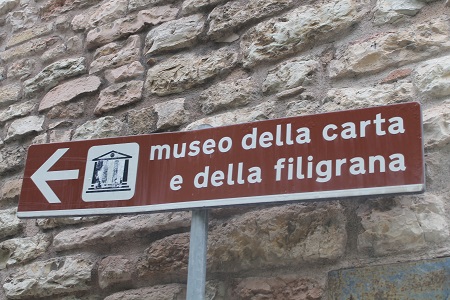 museo della carta
e della filigrana